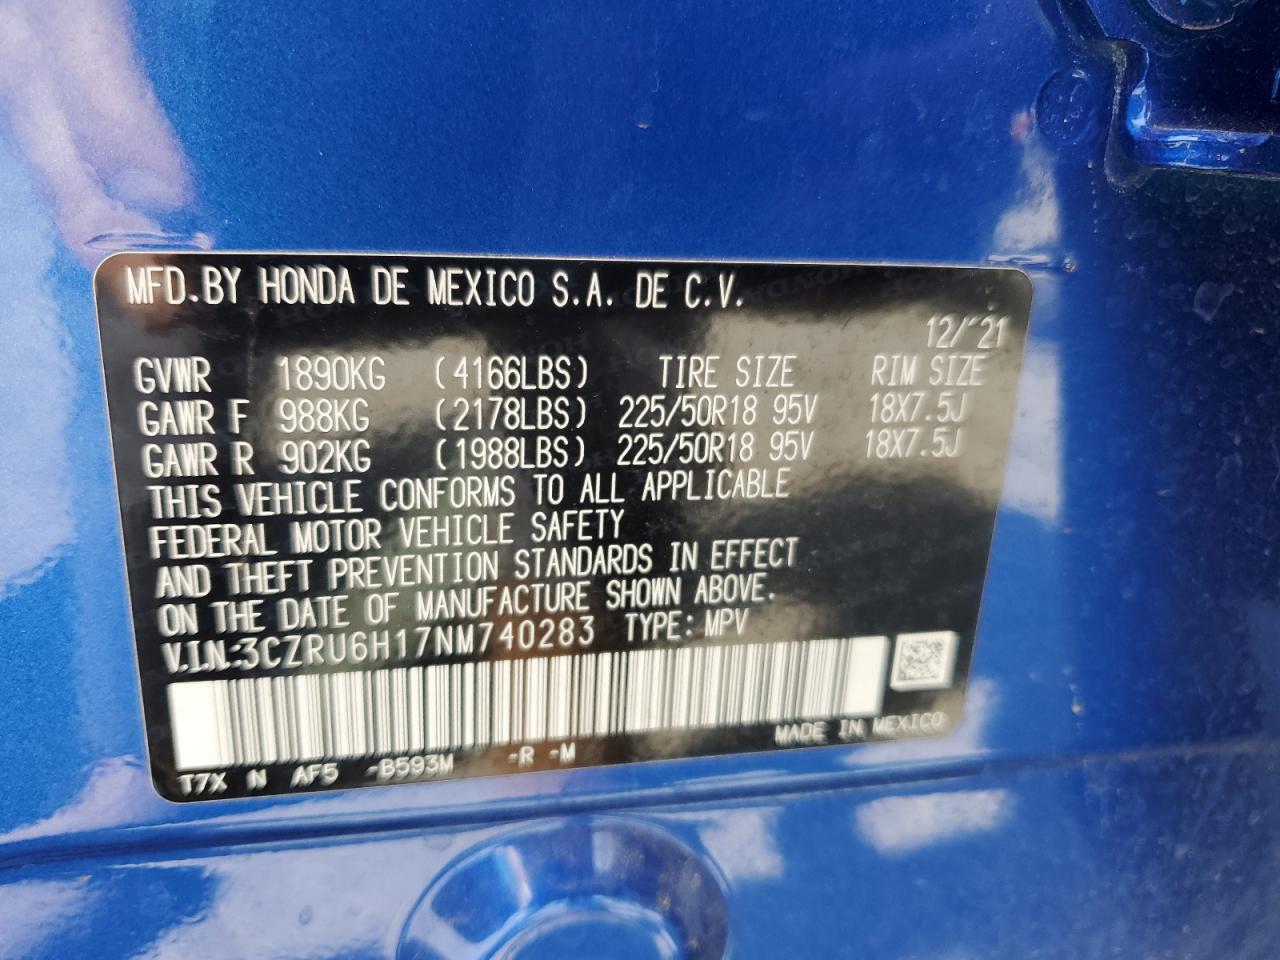 MFD.BY HONDA DE MEXICO S.A. DE C.V.
12/'21
GVWR 1890KG (4166LBS) TIRE SIZE RIM SIZE
GAWR F 988KG (2178LBS) 225/50R18 95V 18X7.5J
GAWR R 902KG (1988LBS) 225/50R18 95V 18X7.5J
THIS VEHICLE CONFORMS TO ALL APPLICABLE
FEDERAL MOTOR VEHICLE SAFETY
AND THEFT PREVENTION STANDARDS IN EFFECT
ON THE DATE OF MANUFACTURE SHOWN ABOVE.
V.I.N:3CZRU6H17NM740283 TYPE: MPV
MADE IN MEXICO
T7X N AF5 -B593M -R -M